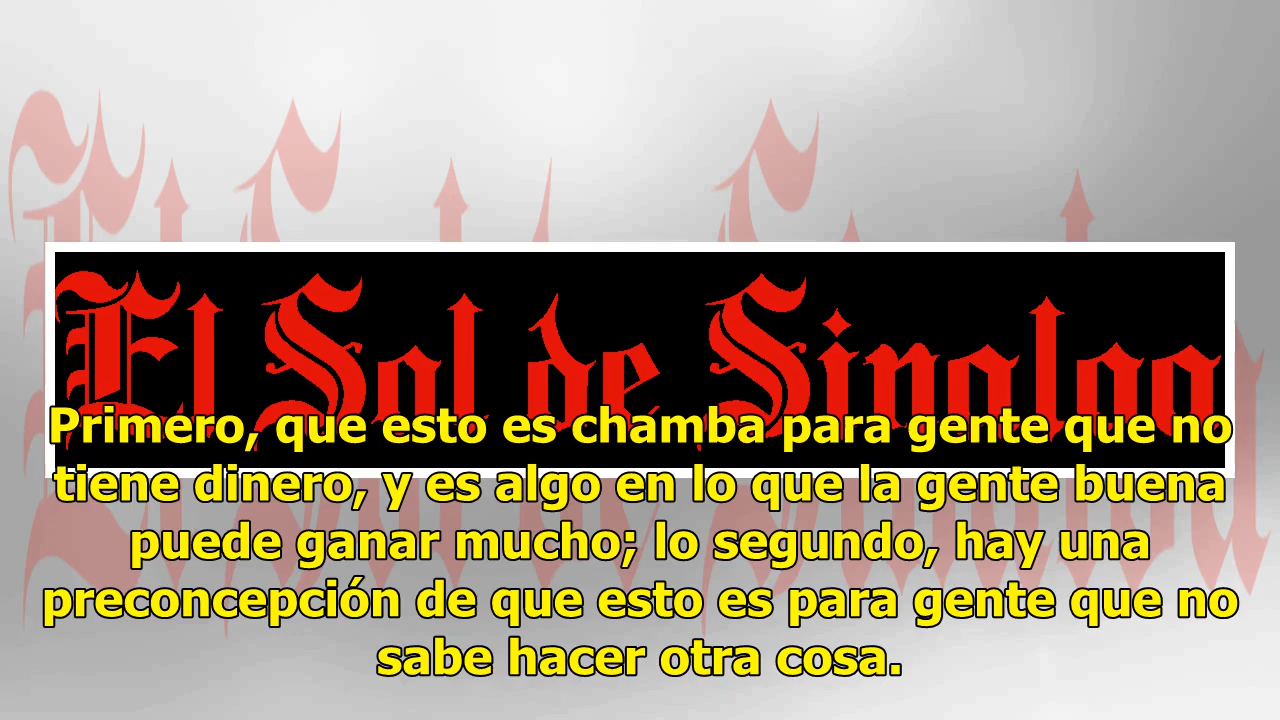 El Sol de Sinaloa
Primero, que esto es chamba para gente que no
tiene dinero, y es algo en lo que la gente buena
puede ganar mucho; lo segundo, hay una
preconcepción de que esto es para gente que no
sabe hacer otra cosa.